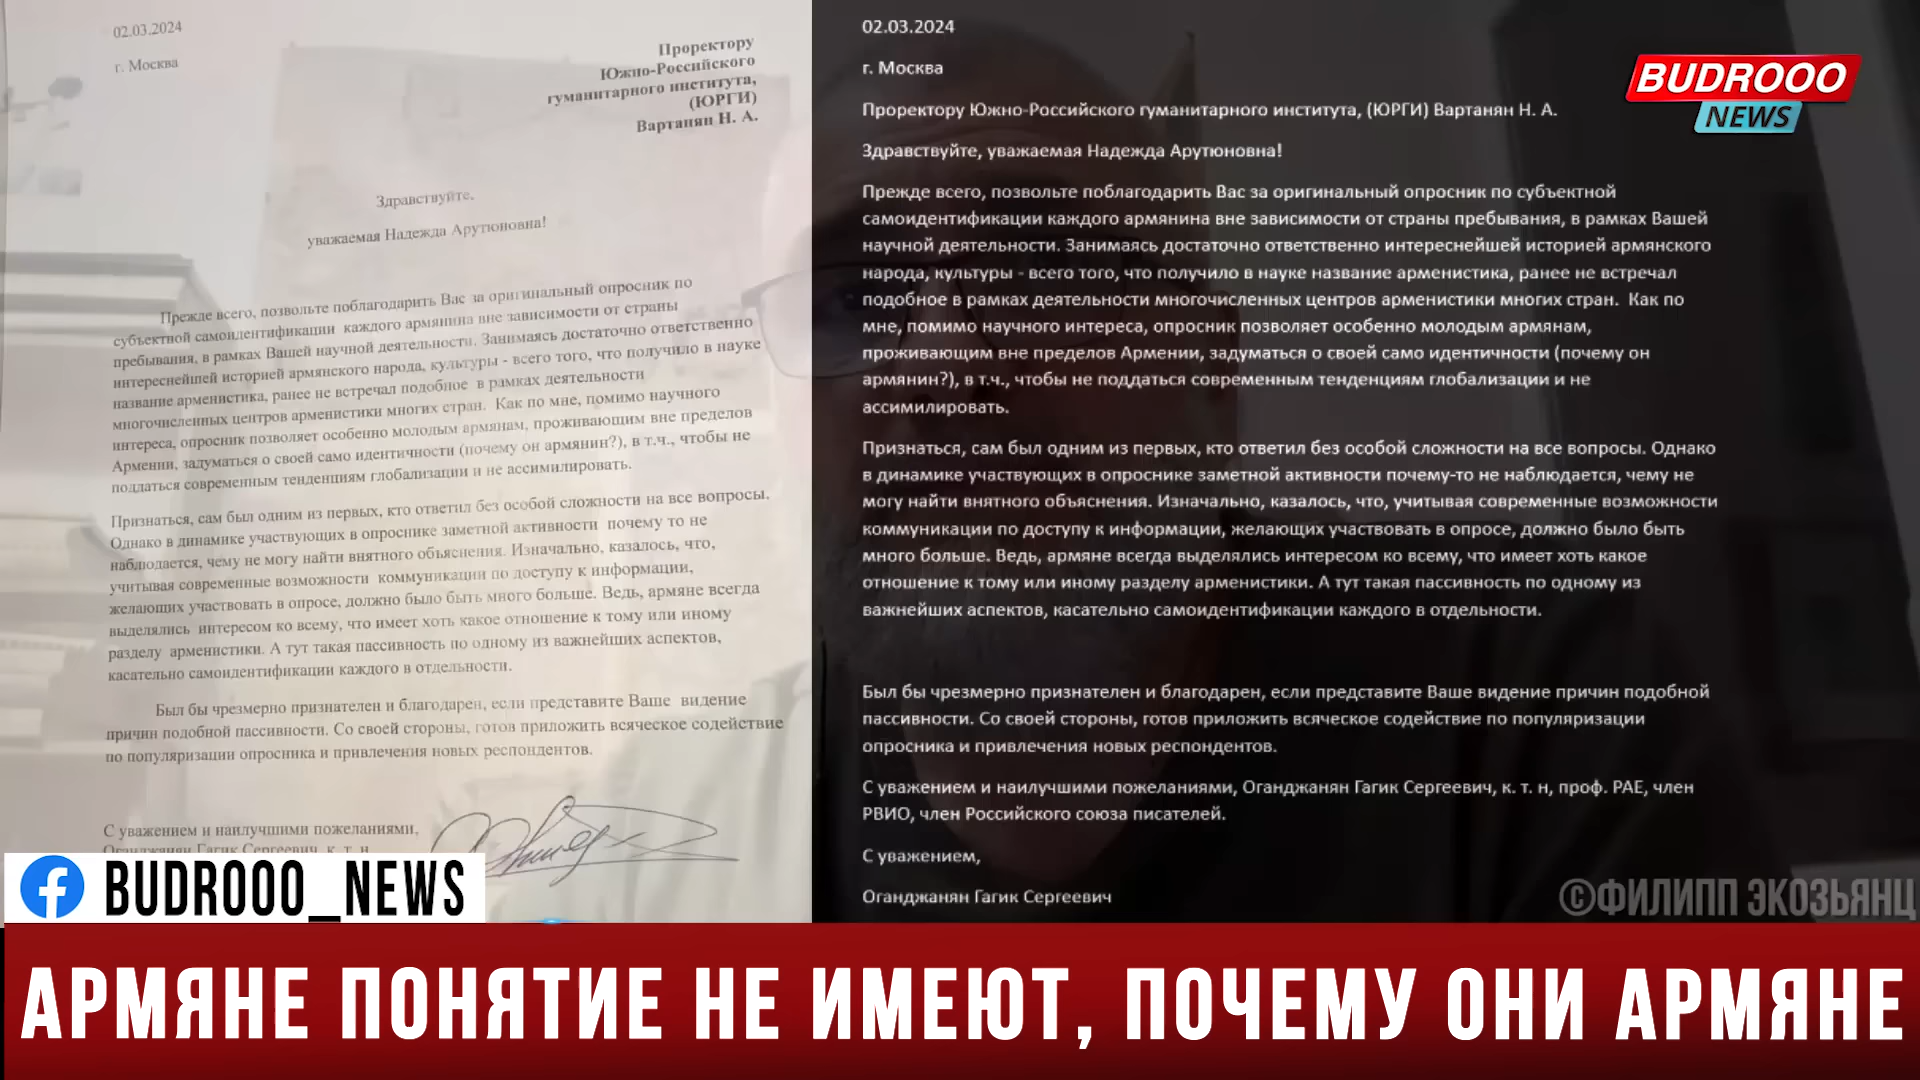 02.03.2024
г. Москва
Проректору
Южно-Российского
гуманитарного института,
(ЮРГИ)
Вартанян Н. А.
Здравствуйте,
уважаемая Надежда Арутюновна!
Прежде всего, позвольте поблагодарить Вас за оригинальный опросник по
субъектной самоидентификации каждого армянина вне зависимости от страны
пребывания, в рамках Вашей научной деятельности. Занимаясь достаточно ответственно
интереснейшей историей армянского народа, культуры - всего того, что получило в науке
название арменистика, ранее не встречал подобное в рамках деятельности
многочисленных центров арменистики многих стран. Как по мне, помимо научного
интереса, опросник позволяет особенно молодым армянам, проживающим вне пределов
Армении, задуматься о своей само идентичности (почему он армянин?), в т.ч., чтобы не
поддаться современным тенденциям глобализации и не ассимилировать.
Признаться, сам был одним из первых, кто ответил без особой сложности на все вопросы.
Однако в динамике участвующих в опроснике заметной активности почему то не
наблюдается, чему не могу найти внятного объяснения. Изначально, казалось, что,
учитывая современные возможности коммуникации по доступу к информации,
желающих участвовать в опросе, должно было быть много больше. Ведь, армяне всегда
выделялись интересом ко всему, что имеет хоть какое отношение к тому или иному
разделу арменистики. А тут такая пассивность по одному из важнейших аспектов,
касательно самоидентификации каждого в отдельности.
Был бы чрезмерно признателен и благодарен, если представите Ваше видение
причин подобной пассивности. Со своей стороны, готов приложить всяческое содействие
по популяризации опросника и привлечения новых респондентов.
С уважением и наилучшими пожеланиями,
Оганджанян Гагик Сергеевич, к. т. н
02.03.2024
г. Москва
Проректору Южно-Российского гуманитарного института, (ЮРГИ) Вартанян Н. А.
Здравствуйте, уважаемая Надежда Арутюновна!
Прежде всего, позвольте поблагодарить Вас за оригинальный опросник по субъектной
самоидентификации каждого армянина вне зависимости от страны пребывания, в рамках Вашей
научной деятельности. Занимаясь достаточно ответственно интереснейшей историей армянского
народа, культуры - всего того, что получило в науке название арменистика, ранее не встречал
подобное в рамках деятельности многочисленных центров арменистики многих стран. Как по
мне, помимо научного интереса, опросник позволяет особенно молодым армянам,
проживающим вне пределов Армении, задуматься о своей само идентичности (почему он
армянин?), в т.ч., чтобы не поддаться современным тенденциям глобализации и не
ассимилировать.
Признаться, сам был одним из первых, кто ответил без особой сложности на все вопросы. Однако
в динамике участвующих в опроснике заметной активности почему-то не наблюдается, чему не
могу найти внятного объяснения. Изначально, казалось, что, учитывая современные возможности
коммуникации по доступу к информации, желающих участвовать в опросе, должно было быть
много больше. Ведь, армяне всегда выделялись интересом ко всему, что имеет хоть какое
отношение к тому или иному разделу арменистики. А тут такая пассивность по одному из
важнейших аспектов, касательно самоидентификации каждого в отдельности.
Был бы чрезмерно признателен и благодарен, если представите Ваше видение причин подобной
пассивности. Со своей стороны, готов приложить всяческое содействие по популяризации
опросника и привлечения новых респондентов.
С уважением и наилучшими пожеланиями, Оганджанян Гагик Сергеевич, к. т. н, проф. РАЕ, член
РВИО, член Российского союза писателей.
С уважением,
Оганджанян Гагик Сергеевич
BUDROOO
NEWS
©ФИЛИПП ЭКОЗЬЯНЦ
BUDROOO_NEWS
АРМЯНЕ ПОНЯТИЕ НЕ ИМЕЮТ, ПОЧЕМУ ОНИ АРМЯНЕ